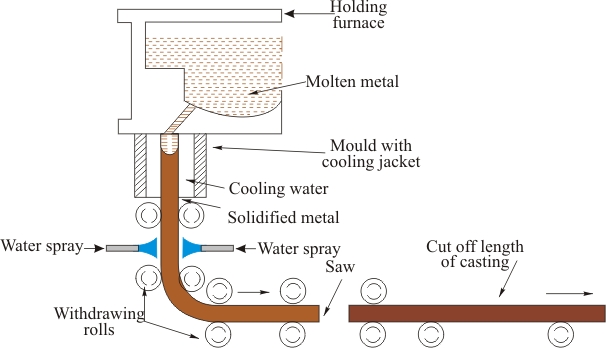 Holding
furnace
Molten metal
Mould with
cooling jacket
Cooling water
Solidified metal
Water spray
Water spray
Saw
Cut off length
of casting
Withdrawing
rolls